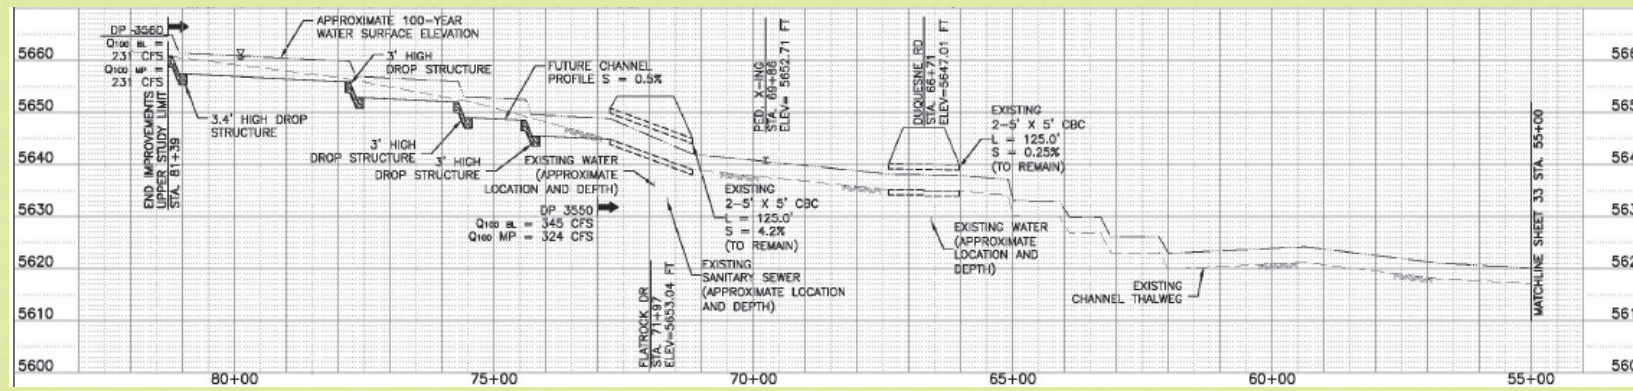 DP 3560
Q100 BL =
231 CFS
Q100 MP =
231 CFS
END IMPROVEMENTS
UPPER STUDY LIMIT
STA. 81+39
APPROXIMATE 100-YEAR
WATER SURFACE ELEVATION
3.4' HIGH DROP
STRUCTURE
3' HIGH
DROP STRUCTURE
3' HIGH
DROP STRUCTURE
3' HIGH
DROP STRUCTURE
FUTURE CHANNEL
PROFILE S = 0.5%
EXISTING WATER
(APPROXIMATE
LOCATION AND DEPTH)
DP 3550
Q100 BL = 345 CFS
Q100 MP = 324 CFS
FLATROCK DR
STA. 71+97
ELEV=5653.04 FT
EXISTING
SANITARY SEWER
(APPROXIMATE LOCATION
AND DEPTH)
EXISTING
2-5' X 5' CBC
L = 125.0'
S = 4.2%
(TO REMAIN)
PED. X-ING
STA. 69+86
ELEV= 5652.71 FT
DUQUESNE RD
STA. 66+71
ELEV=5647.01 FT
EXISTING
2-5' X 5' CBC
L = 125.0'
S = 0.25%
(TO REMAIN)
EXISTING WATER
(APPROXIMATE
LOCATION AND
DEPTH)
EXISTING
CHANNEL THALWEG
MATCHLINE SHEET 33 STA. 55+00
5660
5650
5640
5630
5620
5610
5600
566
565
564
563
562
561
560
80+00
75+00
70+00
65+00
60+00
55+00